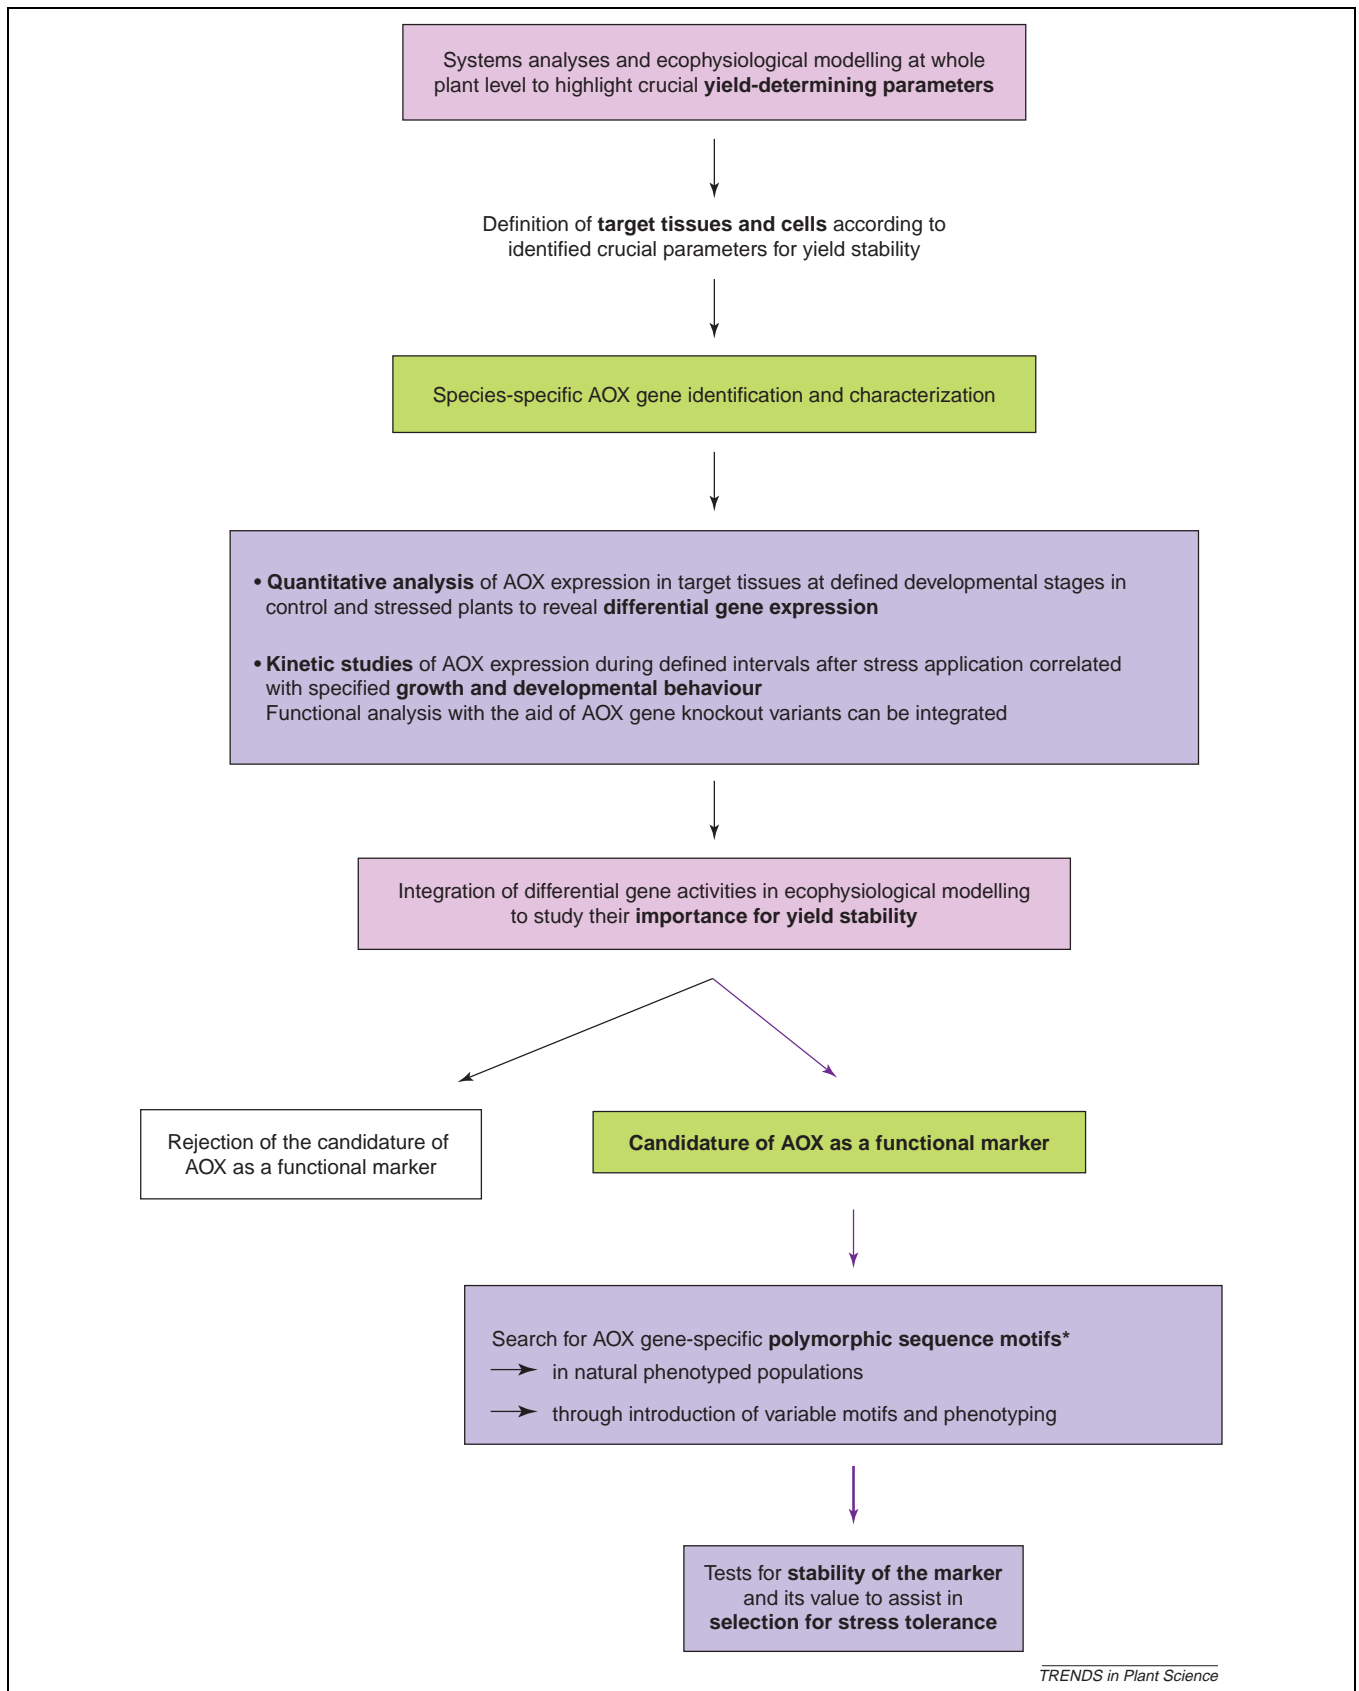 Systems analyses and ecophysiological modelling at whole
plant level to highlight crucial yield-determining parameters
Definition of target tissues and cells according to
identified crucial parameters for yield stability
Species-specific AOX gene identification and characterization
• Quantitative analysis of AOX expression in target tissues at defined developmental stages in
control and stressed plants to reveal differential gene expression
• Kinetic studies of AOX expression during defined intervals after stress application correlated
with specified growth and developmental behaviour
Functional analysis with the aid of AOX gene knockout variants can be integrated
Integration of differential gene activities in ecophysiological modelling
to study their importance for yield stability
Rejection of the candidature of
AOX as a functional marker
Candidature of AOX as a functional marker
Search for AOX gene-specific polymorphic sequence motifs*
in natural phenotyped populations
through introduction of variable motifs and phenotyping
Tests for stability of the marker
and its value to assist in
selection for stress tolerance
TRENDS in Plant Science